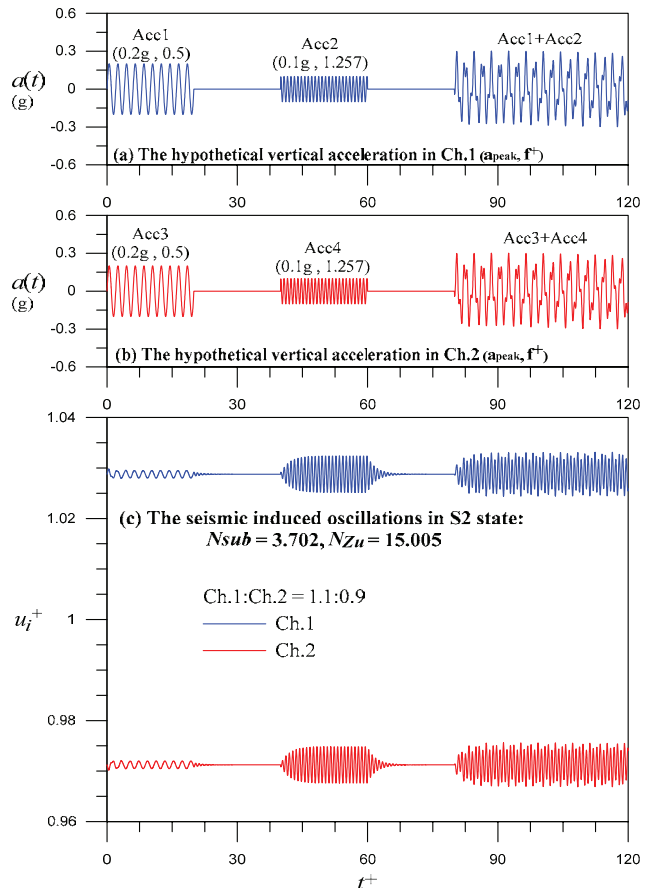 0.6
Acc1
(0.2g , 0.5)
Acc2
(0.1g , 1.257)
Acc1+Acc2
0.3
a(t)
(g)
0
-0.3
(a) The hypothetical vertical acceleration in Ch.1 (apeak, f+)
-0.6
0 30 60 90 120
0.6
Acc3
(0.2g , 0.5)
Acc4
(0.1g , 1.257)
Acc3+Acc4
0.3
a(t)
(g)
0
-0.3
(b) The hypothetical vertical acceleration in Ch.2 (apeak, f+)
-0.6
0 30 60 90 120
1.04
1.02
(c) The seismic induced oscillations in S2 state:
Nsub = 3.702, NZu = 15.005
Ch.1:Ch.2 = 1.1:0.9
ui+
1
Ch.1
Ch.2
0.98
0.96
0 30 60 90 120
t+